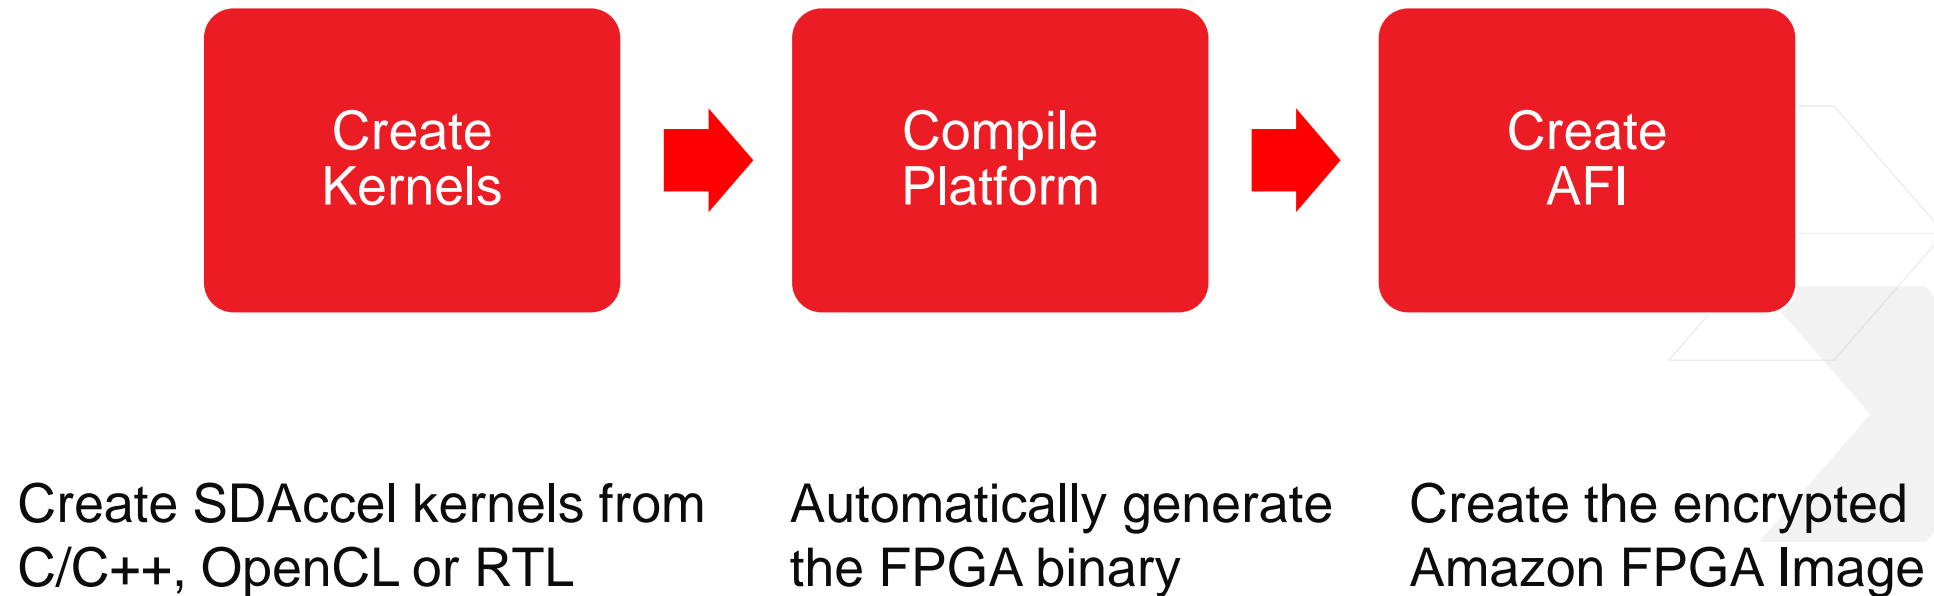 Create
Kernels
Compile
Platform
Create
AFI
Create SDAccel kernels from
C/C++, OpenCL or RTL
Automatically generate
the FPGA binary
Create the encrypted
Amazon FPGA Image